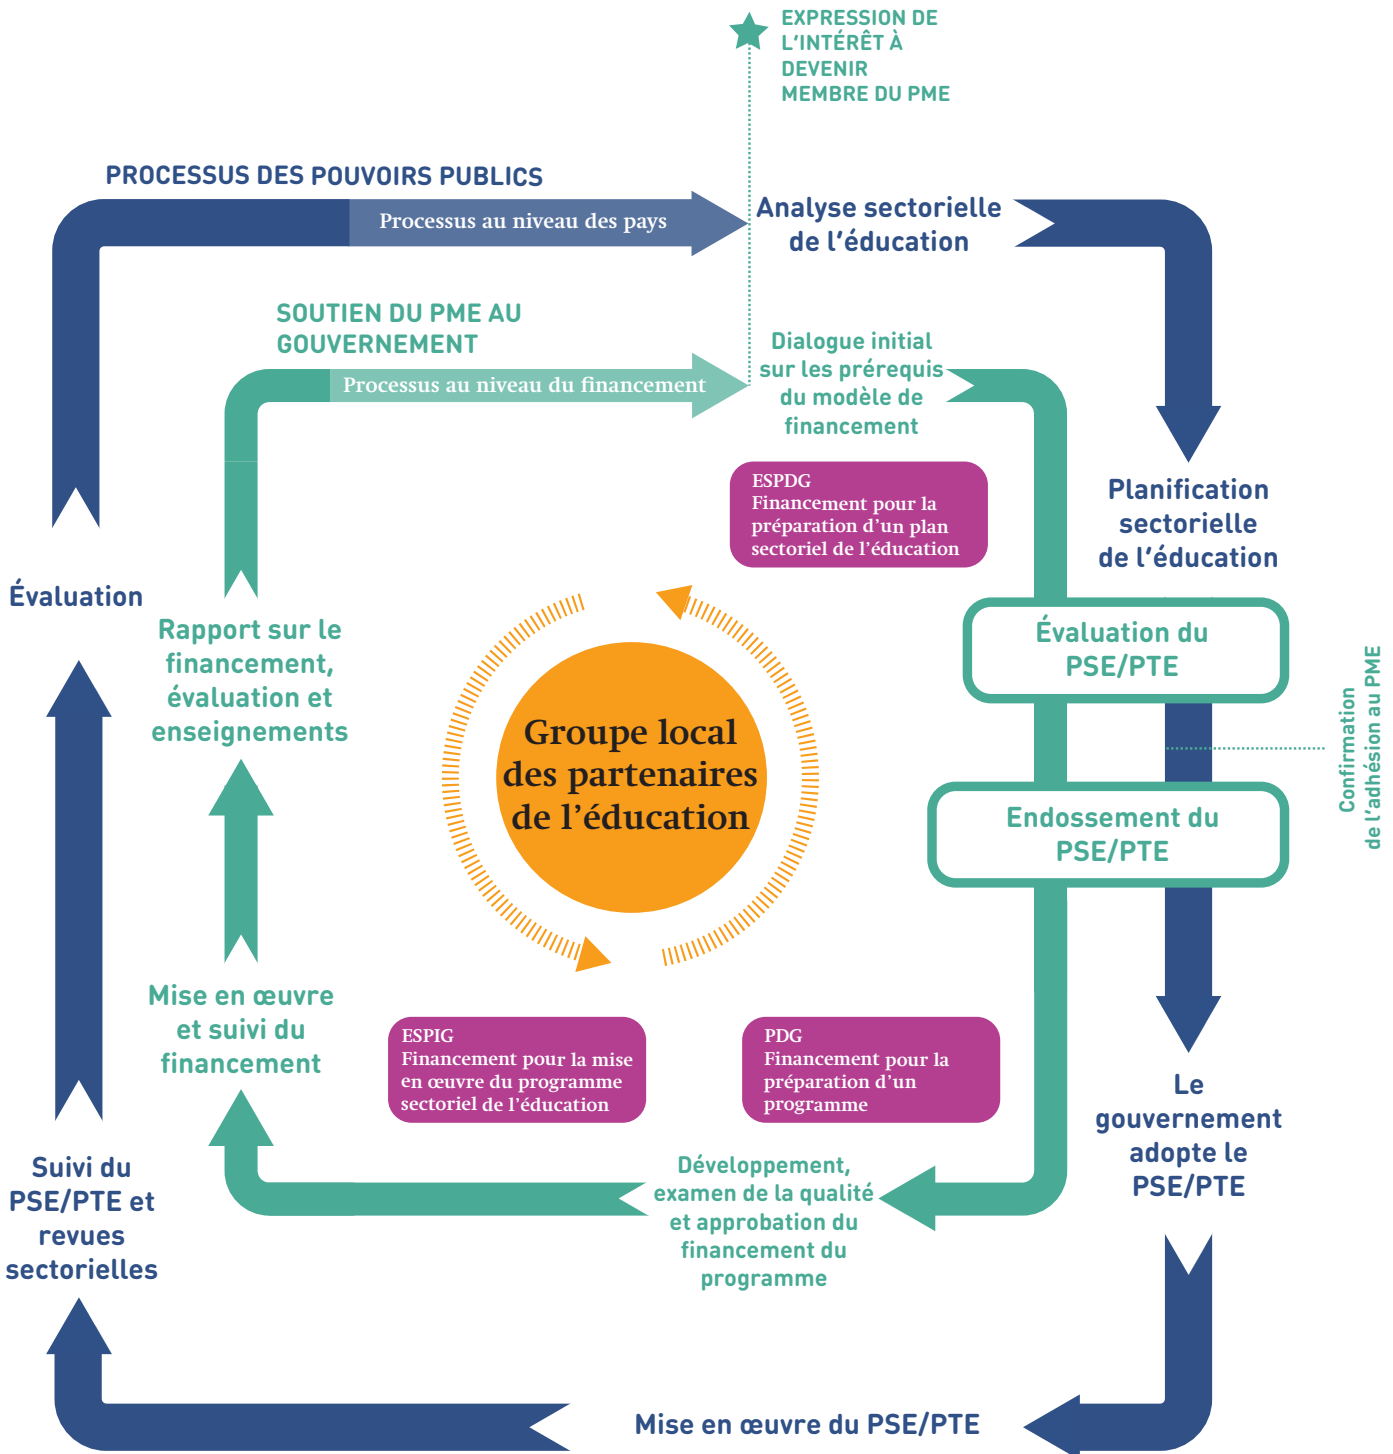 EXPRESSION DE
L'INTÉRÊT À
DEVENIR
MEMBRE DU PME
PROCESSUS DES POUVOIRS PUBLICS
Processus au niveau des pays
Analyse sectorielle
de l'éducation
SOUTIEN DU PME AU
GOUVERNEMENT
Processus au niveau du financement
Dialogue initial
sur les prérequis
du modèle de
financement
ESPDG
Financement pour la
préparation d'un plan
sectoriel de l'éducation
Planification
sectorielle
de l'éducation
Évaluation
Rapport sur le
financement,
évaluation et
enseignements
Évaluation du
PSE/PTE
Confirmation
de l'adhésion au PME
Groupe local
des partenaires
de l'éducation
Endossement du
PSE/PTE
Mise en œuvre
et suivi du
financement
ESPIG
Financement pour la mise
en œuvre du programme
sectoriel de l'éducation
PDG
Financement pour la
préparation d'un
programme
Le
gouvernement
adopte le
PSE/PTE
Suivi du
PSE/PTE et
revues
sectorielles
Développement,
examen de la qualité
et approbation du
financement du
programme
Mise en œuvre du PSE/PTE